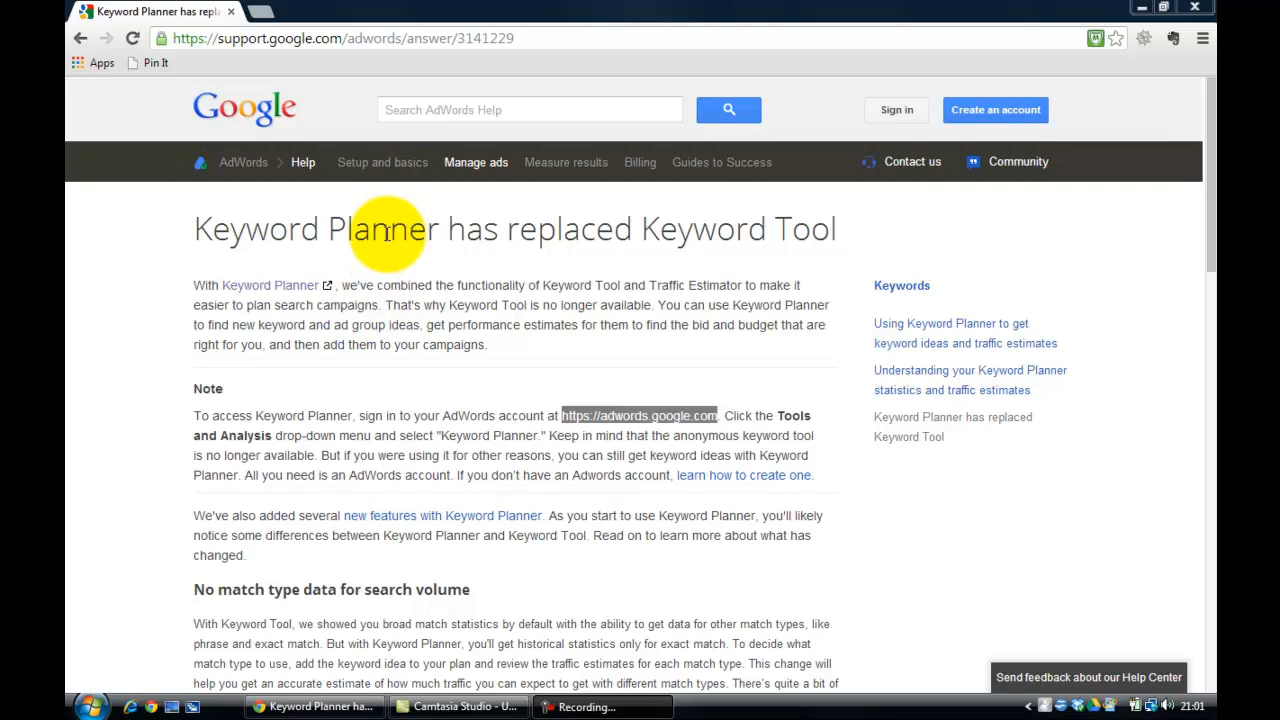 Keyword Planner has repl
https://support.google.com/adwords/answer/3141229
Apps Pin It
Google Search AdWords Help Sign in Create an account
AdWords Help Setup and basics Manage ads Measure results Billing Guides to Success Contact us Community
Keyword Planner has replaced Keyword Tool
With Keyword Planner , we've combined the functionality of Keyword Tool and Traffic Estimator to make it
easier to plan search campaigns. That's why Keyword Tool is no longer available. You can use Keyword Planner
to find new keyword and ad group ideas, get performance estimates for them to find the bid and budget that are
right for you, and then add them to your campaigns.
Note
To access Keyword Planner, sign in to your AdWords account at https://adwords.google.com. Click the Tools
and Analysis drop-down menu and select "Keyword Planner." Keep in mind that the anonymous keyword tool
is no longer available. But if you were using it for other reasons, you can still get keyword ideas with Keyword
Planner. All you need is an AdWords account. If you don't have an Adwords account, learn how to create one.
We've also added several new features with Keyword Planner. As you start to use Keyword Planner, you'll likely
notice some differences between Keyword Planner and Keyword Tool. Read on to learn more about what has
changed.
No match type data for search volume
With Keyword Tool, we showed you broad match statistics by default with the ability to get data for other match types, like
phrase and exact match. But with Keyword Planner, you'll get historical statistics only for exact match. To decide what
match type to use, add the keyword idea to your plan and review the traffic estimates for each match type. This change will
help you get an accurate estimate of how much traffic you can expect to get with different match types. There's quite a bit of
Keywords
Using Keyword Planner to get
keyword ideas and traffic estimates
Understanding your Keyword Planner
statistics and traffic estimates
Keyword Planner has replaced
Keyword Tool
Send feedback about our Help Center
Keyword Planner ha... Camtasia Studio - U... Recording... 21:01